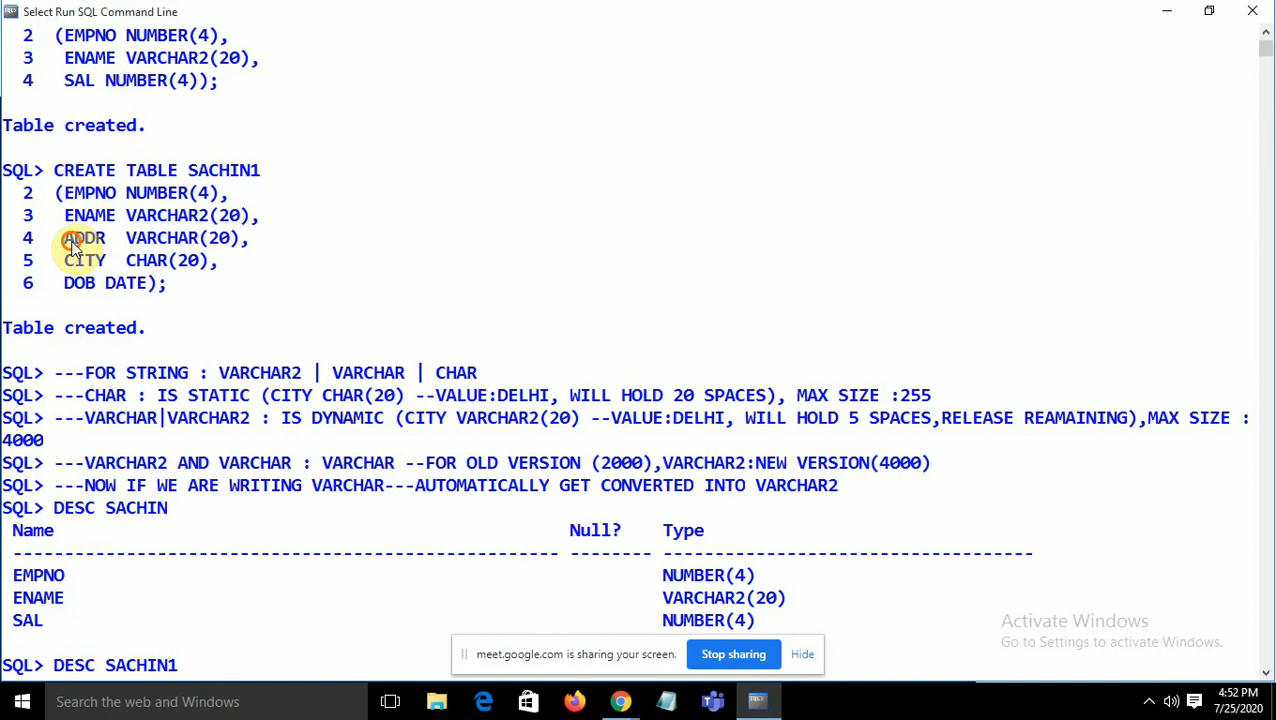 Select Run SQL Command Line
2 (EMPNO NUMBER(4),
3 ENAME VARCHAR2(20),
4 SAL NUMBER(4));
Table created.
SQL> CREATE TABLE SACHIN1
2 (EMPNO NUMBER(4),
3 ENAME VARCHAR2(20),
4 ADDR VARCHAR(20),
5 CITY CHAR(20),
6 DOB DATE);
Table created.
SQL> ---FOR STRING : VARCHAR2 | VARCHAR | CHAR
SQL> ---CHAR : IS STATIC (CITY CHAR(20) --VALUE:DELHI, WILL HOLD 20 SPACES), MAX SIZE :255
SQL> ---VARCHAR|VARCHAR2 : IS DYNAMIC (CITY VARCHAR2(20) --VALUE:DELHI, WILL HOLD 5 SPACES,RELEASE REAMAINING),MAX SIZE :
4000
SQL> ---VARCHAR2 AND VARCHAR : VARCHAR --FOR OLD VERSION (2000),VARCHAR2:NEW VERSION(4000)
SQL> ---NOW IF WE ARE WRITING VARCHAR---AUTOMATICALLY GET CONVERTED INTO VARCHAR2
SQL> DESC SACHIN
Name Null? Type
----------------------------------------------------- -------- ------------------------------------
EMPNO NUMBER(4)
ENAME VARCHAR2(20)
SAL NUMBER(4)
SQL> DESC SACHIN1
Activate Windows
Go to Settings to activate Windows.
meet.google.com is sharing your screen. Stop sharing Hide
Search the web and Windows
4:52 PM
7/25/2020